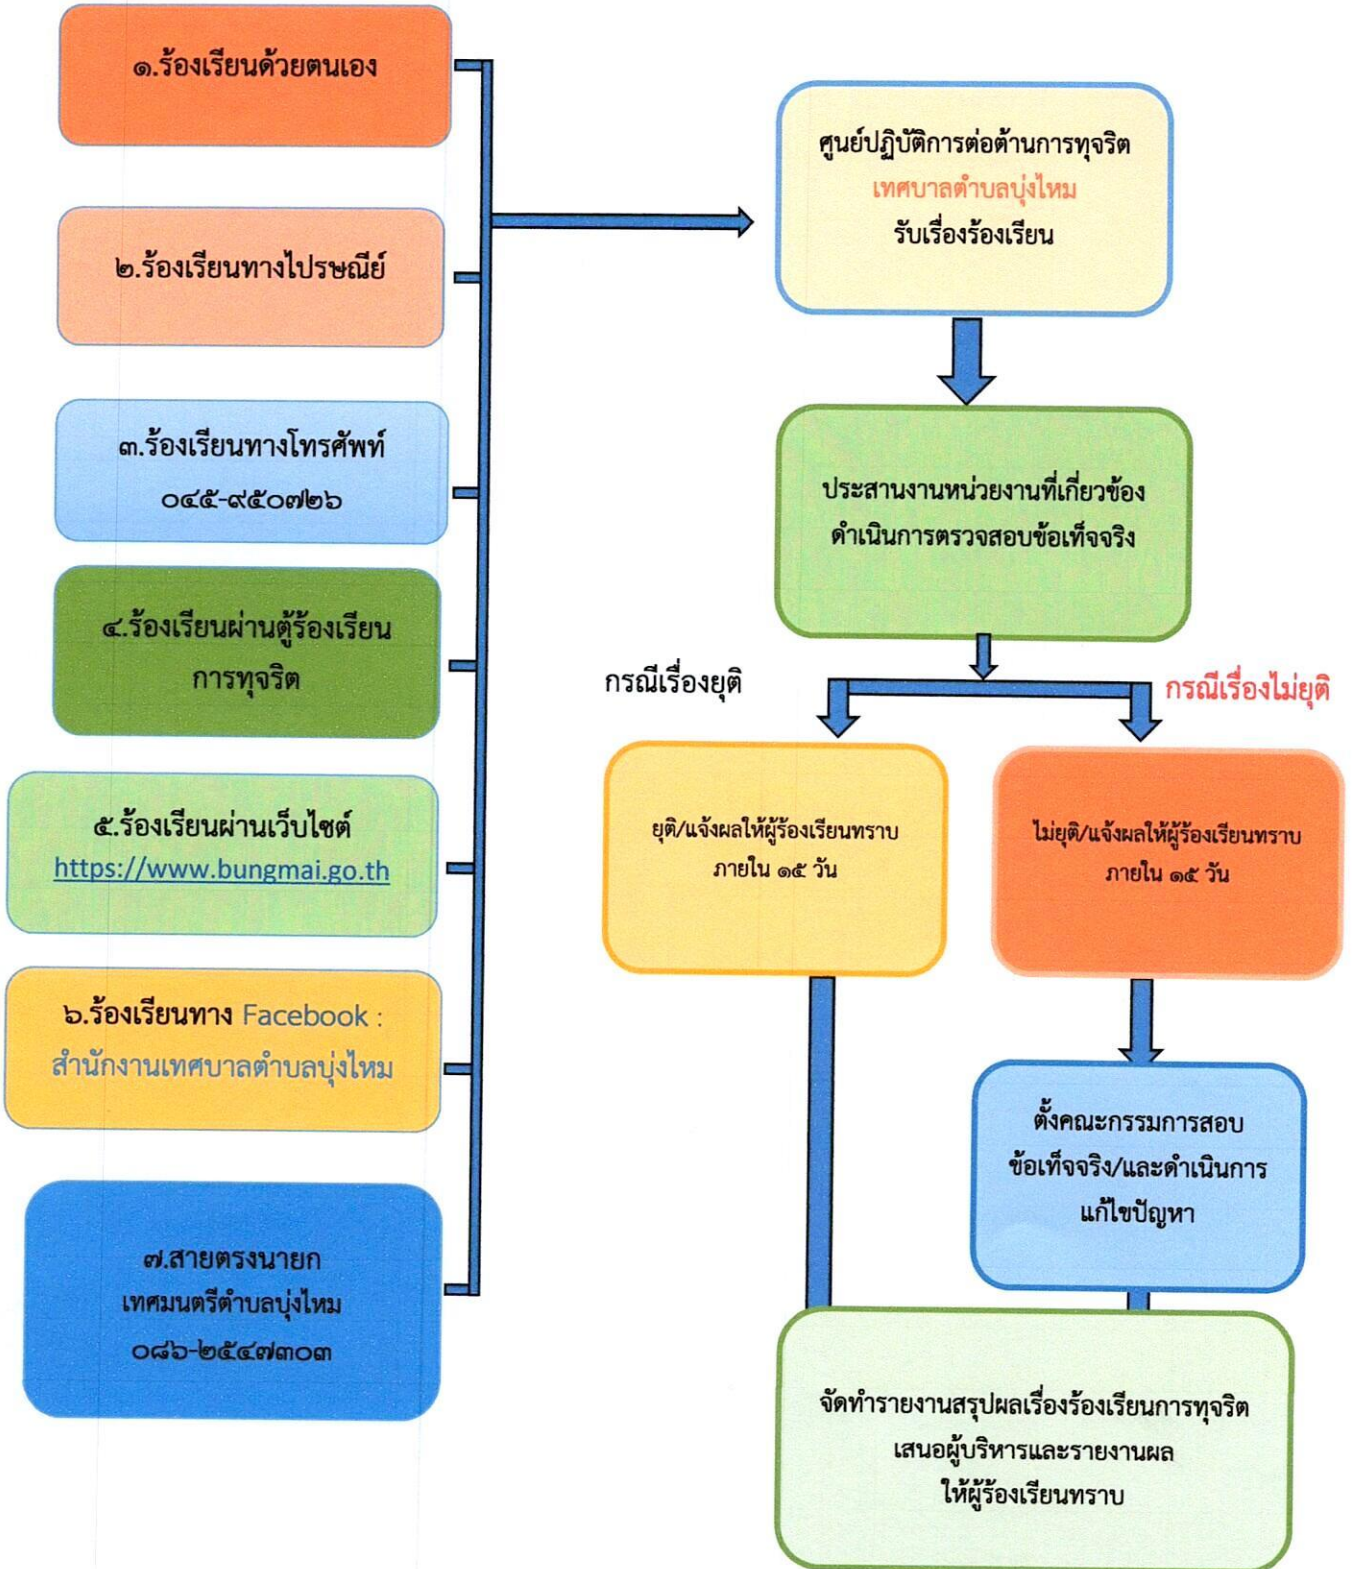 ๑.ร้องเรียนด้วยตนเอง
๒.ร้องเรียนทางไปรษณีย์
๓.ร้องเรียนทางโทรศัพท์
๐๔๕-๙๕๐๗๒๖
๔.ร้องเรียนผ่านตู้ร้องเรียน
การทุจริต
๕.ร้องเรียนผ่านเว็บไซต์
https://www.bungmai.go.th
๖.ร้องเรียนทาง Facebook :
สำนักงานเทศบาลตำบลบุ่งไหม
๗.สายตรงนายก
เทศมนตรีตำบลบุ่งไหม
๐๘๖-๒๕๔๗๓๐๓
ศูนย์ปฏิบัติการต่อต้านการทุจริต
เทศบาลตำบลบุ่งไหม
รับเรื่องร้องเรียน
ประสานงานหน่วยงานที่เกี่ยวข้อง
ดำเนินการตรวจสอบข้อเท็จจริง
กรณีเรื่องยุติ
กรณีเรื่องไม่ยุติ
ยุติ/แจ้งผลให้ผู้ร้องเรียนทราบ
ภายใน ๑๕ วัน
ไม่ยุติ/แจ้งผลให้ผู้ร้องเรียนทราบ
ภายใน ๑๕ วัน
ตั้งคณะกรรมการสอบ
ข้อเท็จจริง/และดำเนินการ
แก้ไขปัญหา
จัดทำรายงานสรุปผลเรื่องร้องเรียนการทุจริต
เสนอผู้บริหารและรายงานผล
ให้ผู้ร้องเรียนทราบ